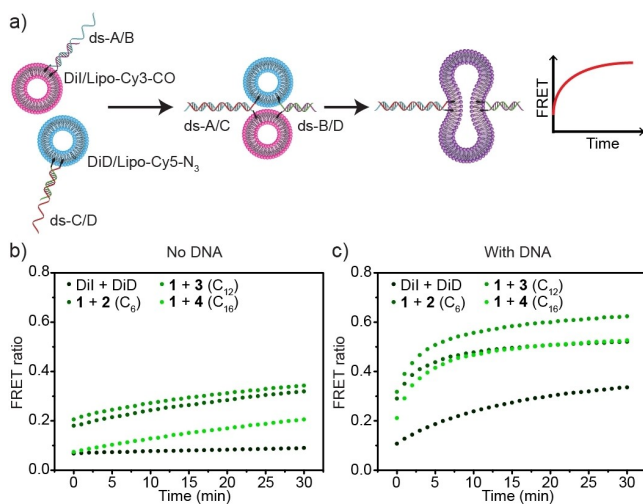 a)
ds-A/B
DiI/Lipo-Cy3-CO
ds-A/C
ds-B/D
DiD/Lipo-Cy5-N₃
ds-C/D
FRET
Time
b)
No DNA
DiI + DiD
1 + 3 (C₁₂)
1 + 2 (C₆)
1 + 4 (C₁₆)
FRET ratio
0.8
0.6
0.4
0.2
0.0
0 5 10 15 20 25 30
Time (min)
c)
With DNA
DiI + DiD
1 + 3 (C₁₂)
1 + 2 (C₆)
1 + 4 (C₁₆)
FRET ratio
0.8
0.6
0.4
0.2
0.0
0 5 10 15 20 25 30
Time (min)